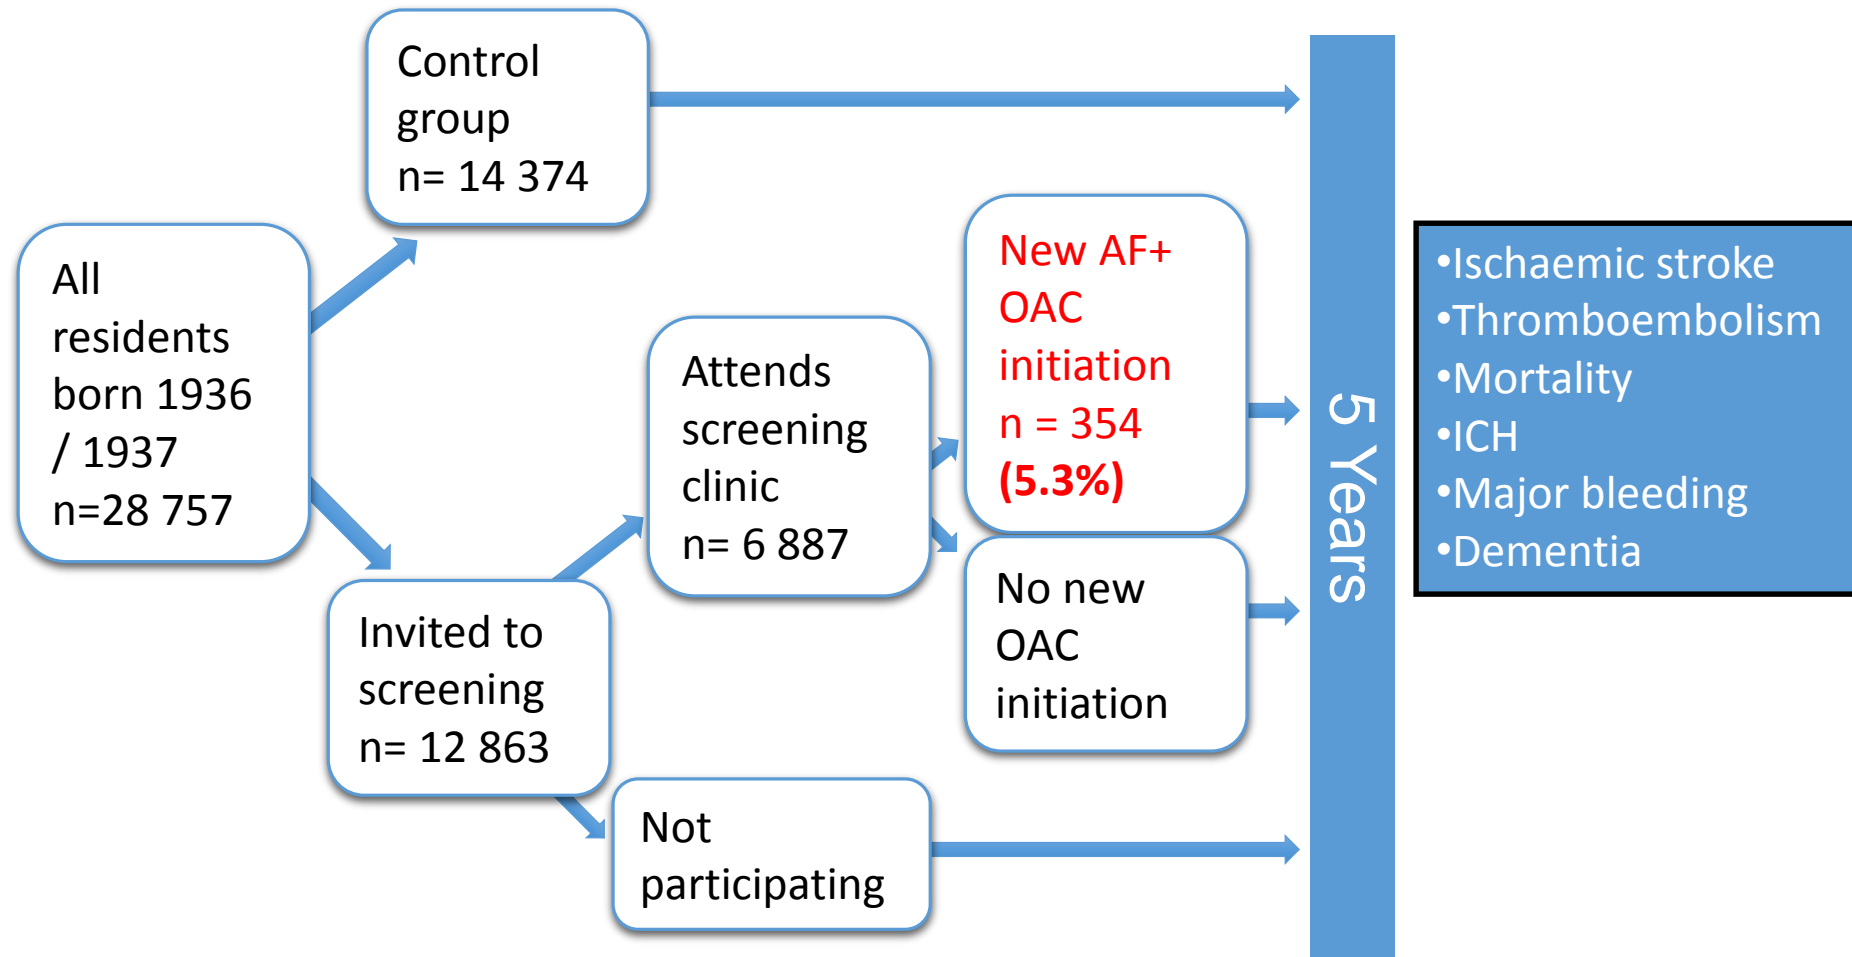 All
residents
born 1936
/ 1937
n=28 757
Control
group
n= 14 374
Invited to
screening
n= 12 863
Attends
screening
clinic
n= 6 887
Not
participating
New AF+
OAC
initiation
n = 354
(5.3%)
No new
OAC
initiation
5 Years
•Ischaemic stroke
•Thromboembolism
•Mortality
•ICH
•Major bleeding
•Dementia